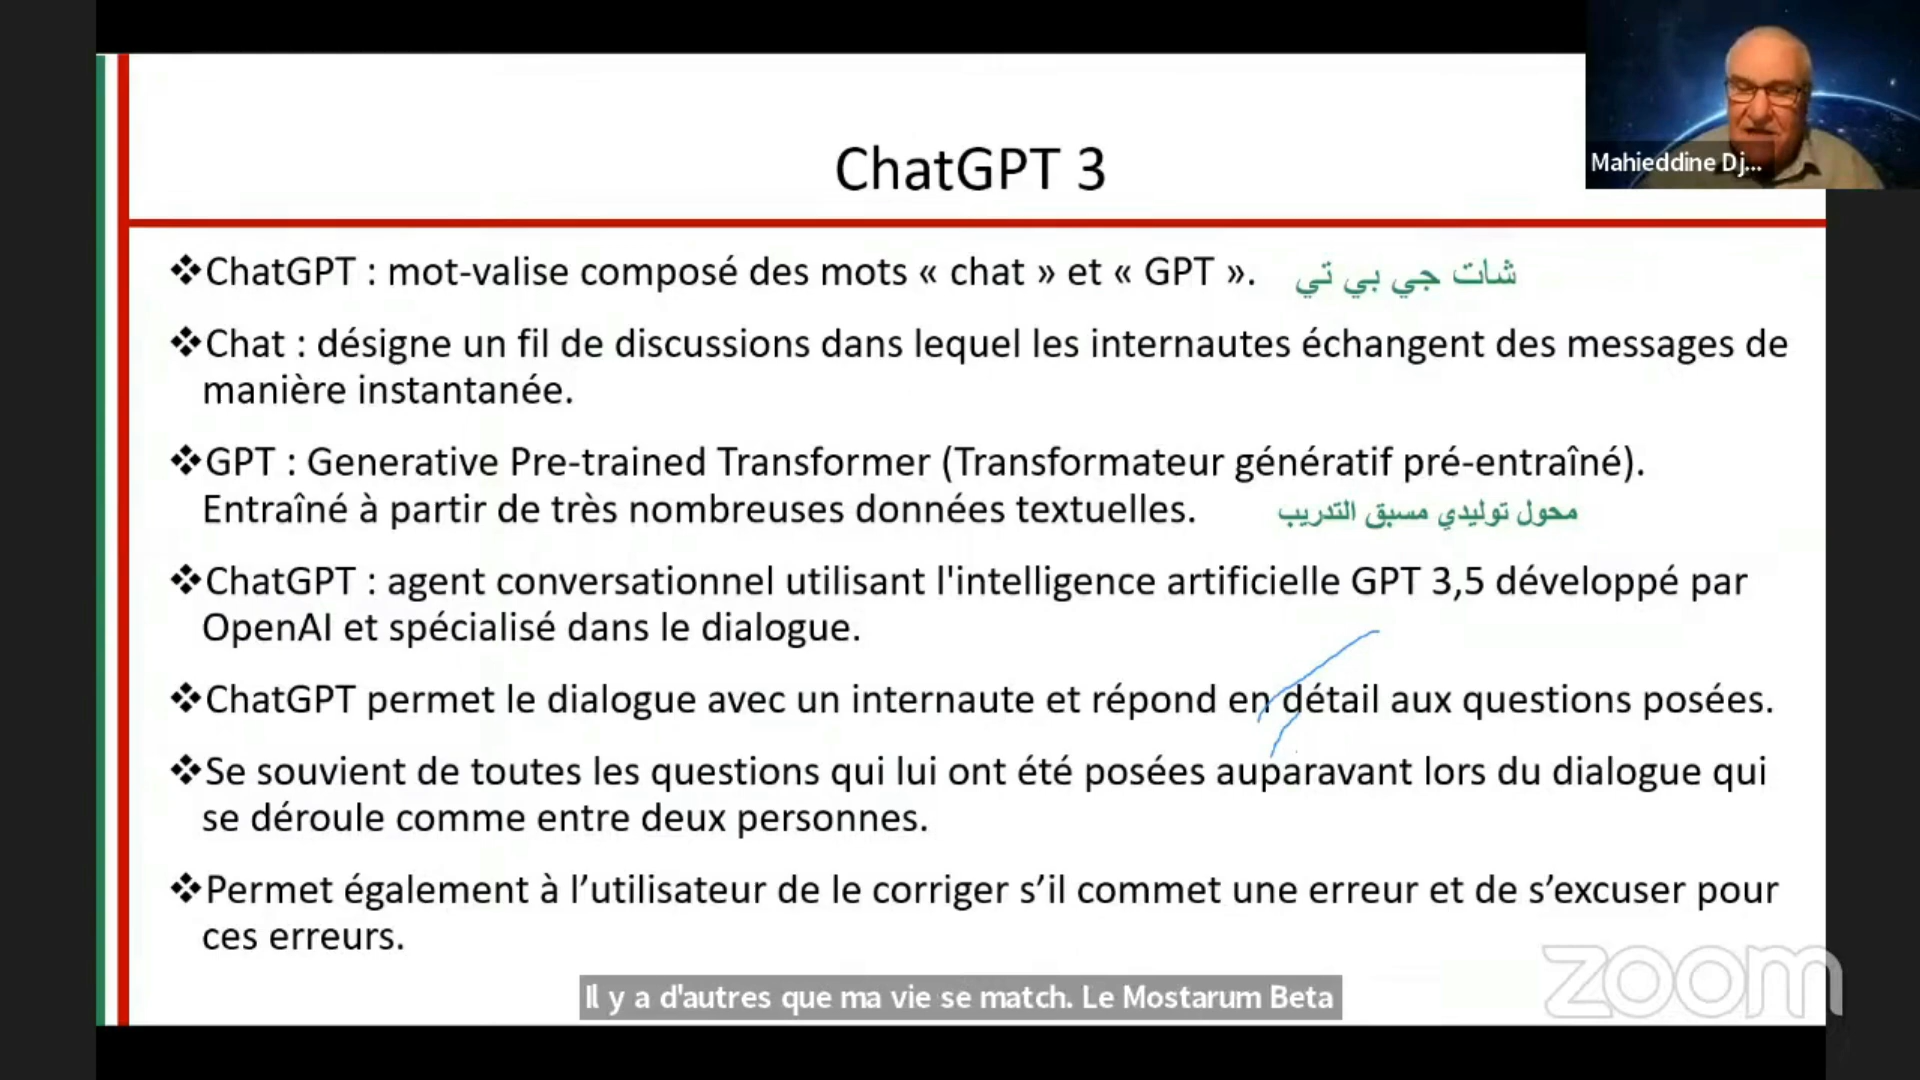 Mahieddine Dj...
ChatGPT 3
❖ChatGPT : mot-valise composé des mots « chat » et « GPT ». شات جي بي تي
❖Chat : désigne un fil de discussions dans lequel les internautes échangent des messages de
manière instantanée.
❖GPT : Generative Pre-trained Transformer (Transformateur génératif pré-entraîné).
Entraîné à partir de très nombreuses données textuelles. محول توليدي مسبق التدريب
❖ChatGPT : agent conversationnel utilisant l'intelligence artificielle GPT 3,5 développé par
OpenAI et spécialisé dans le dialogue.
❖ChatGPT permet le dialogue avec un internaute et répond en détail aux questions posées.
❖Se souvient de toutes les questions qui lui ont été posées auparavant lors du dialogue qui
se déroule comme entre deux personnes.
❖Permet également à l’utilisateur de le corriger s’il commet une erreur et de s’excuser pour
ces erreurs.
Il y a d'autres que ma vie se match. Le Mostarum Beta
zoom